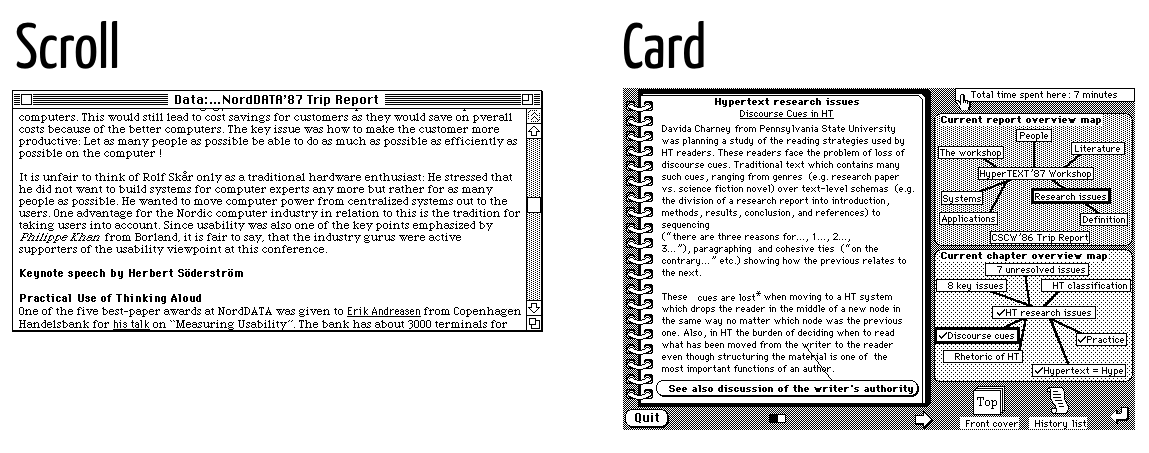 Scroll
Data:...NordDATA'87 Trip Report
computers. This would still lead to cost savings for customers as they would save on pverall
costs because of the better computers. The key issue was how to make the customer more
productive: Let as many people as possible be able to do as much as possible as efficiently as
possible on the computer !
It is unfair to think of Rolf Skår only as a traditional hardware enthusiast: He stressed that
he did not want to build systems for computer experts any more but rather for as many
people as possible. He wanted to move computer power from centralized systems out to the
users. One advantage for the Nordic computer industry in relation to this is the tradition for
taking users into account. Since usability was also one of the key points emphasized by
Philippe Khan from Borland, it is fair to say, that the industry gurus were active
supporters of the usability viewpoint at this conference.
Keynote speech by Herbert Söderström
Practical Use of Thinking Aloud
One of the five best-paper awards at NordDATA was given to Erik Andreasen from Copenhagen
Handelsbank for his talk on ``Measuring Usability´´. The bank has about 3000 terminals for
Card
Hypertext research issues
Discourse Cues in HT
Davida Charney from Pennsylvania State University
was planning a study of the reading strategies used by
HT readers. These readers face the problem of loss of
discourse cues. Traditional text which contains many
such cues, ranging from genres (e.g. research paper
vs. science fiction novel) over text-level schemas (e.g.
the division of a research report into introduction,
methods, results, conclusion, and references) to
sequencing
("there are three reasons for..., 1..., 2...,
3..."), paragraphing and cohesive ties ("on the
contrary..." etc.) showing how the previous relates to
the next.
These cues are lost* when moving to a HT system
which drops the reader in the middle of a new node in
the same way no matter which node was the previous
one. Also, in HT the burden of deciding when to read
what has been moved from the writer to the reader
even though structuring the material is one of the
most important functions of an author.
See also discussion of the writer's authority
Quit
Total time spent here : 7 minutes
Current report overview map
People
Literature
The workshop
HyperTEXT'87 Workshop
Systems
Research issues
Applications
Definition
CSCW'86 Trip Report
Current chapter overview map
7 unresolved issues
8 key issues
HT classification
✓HT research issues
✓Discourse cues
✓Practice
Rhetoric of HT
✓Hypertext = Hype
Top
Front cover
History list